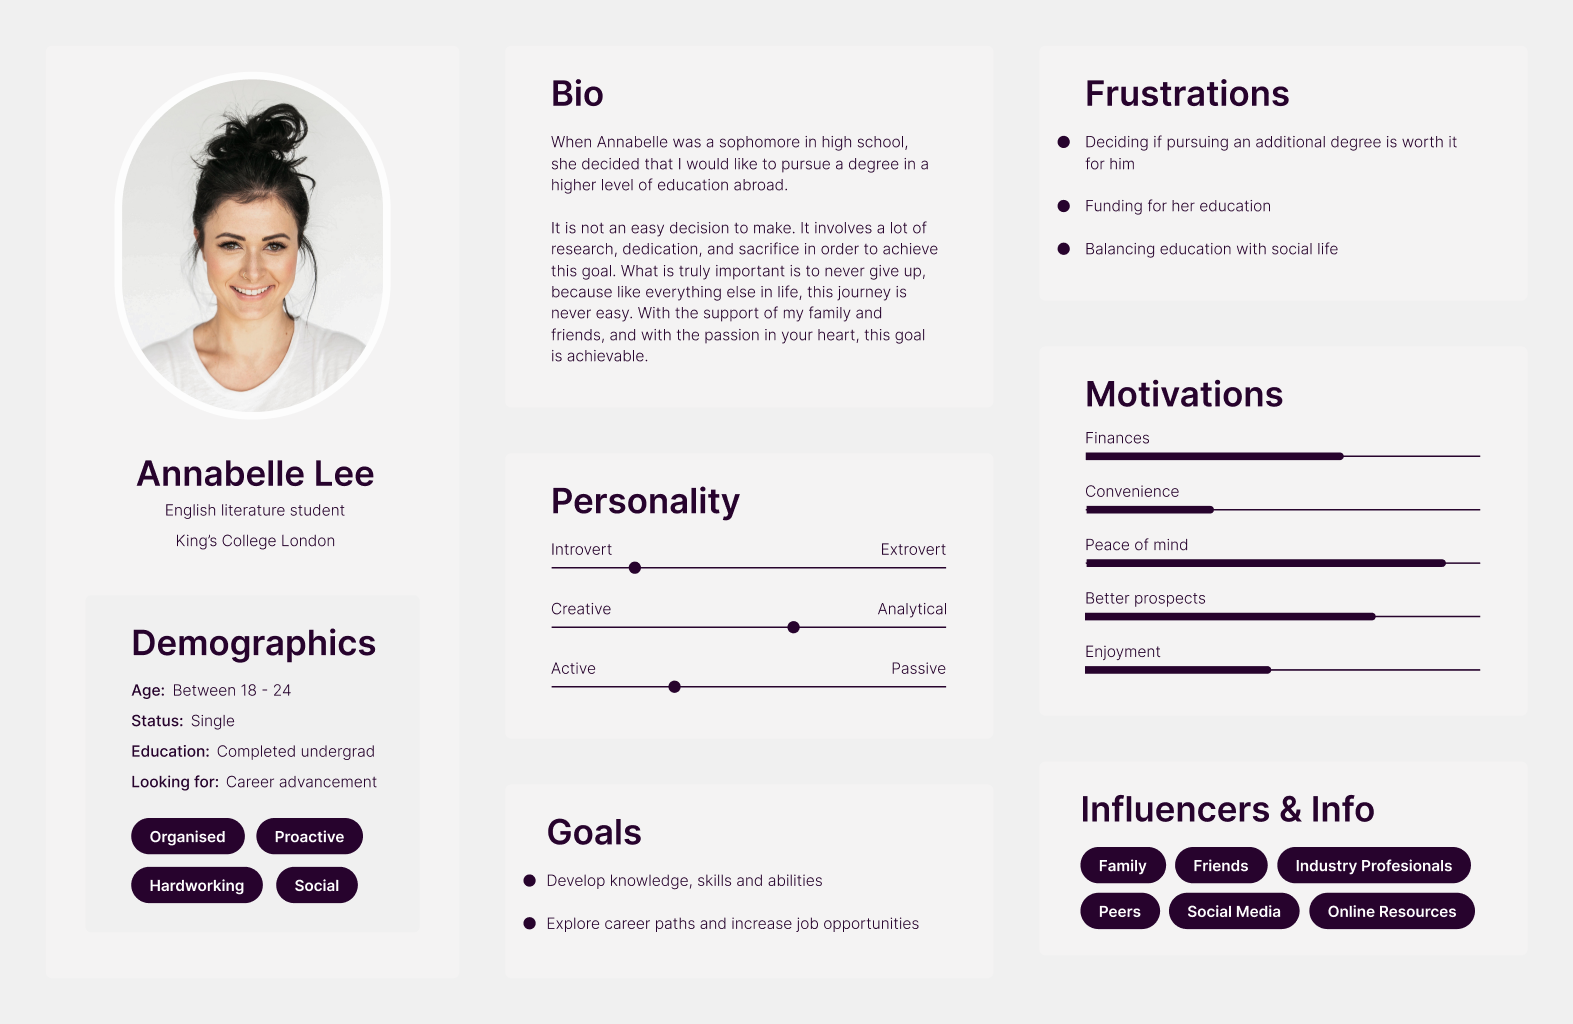 Annabelle Lee
English literature student
King's College London
Demographics
Age: Between 18 - 24
Status: Single
Education: Completed undergrad
Looking for: Career advancement
Organised Proactive
Hardworking Social
Bio
When Annabelle was a sophomore in high school,
she decided that I would like to pursue a degree in a
higher level of education abroad.
It is not an easy decision to make. It involves a lot of
research, dedication, and sacrifice in order to achieve
this goal. What is truly important is to never give up,
because like everything else in life, this journey is
never easy. With the support of my family and
friends, and with the passion in your heart, this goal
is achievable.
Personality
Introvert Extrovert
Creative Analytical
Active Passive
Goals
Develop knowledge, skills and abilities
Explore career paths and increase job opportunities
Frustrations
Deciding if pursuing an additional degree is worth it
for him
Funding for her education
Balancing education with social life
Motivations
Finances
Convenience
Peace of mind
Better prospects
Enjoyment
Influencers & Info
Family Friends Industry Profesionals
Peers Social Media Online Resources